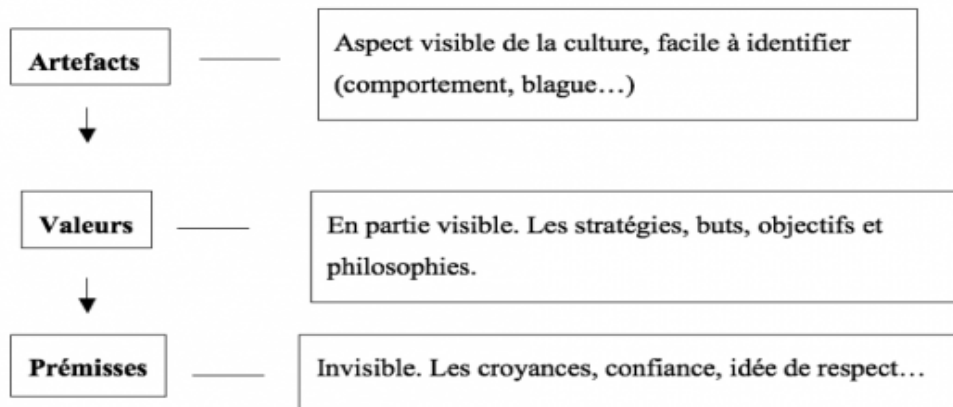 Artefacts
Aspect visible de la culture, facile à identifier
(comportement, blague…)
Valeurs
En partie visible. Les stratégies, buts, objectifs et
philosophies.
Prémisses
Invisible. Les croyances, confiance, idée de respect…